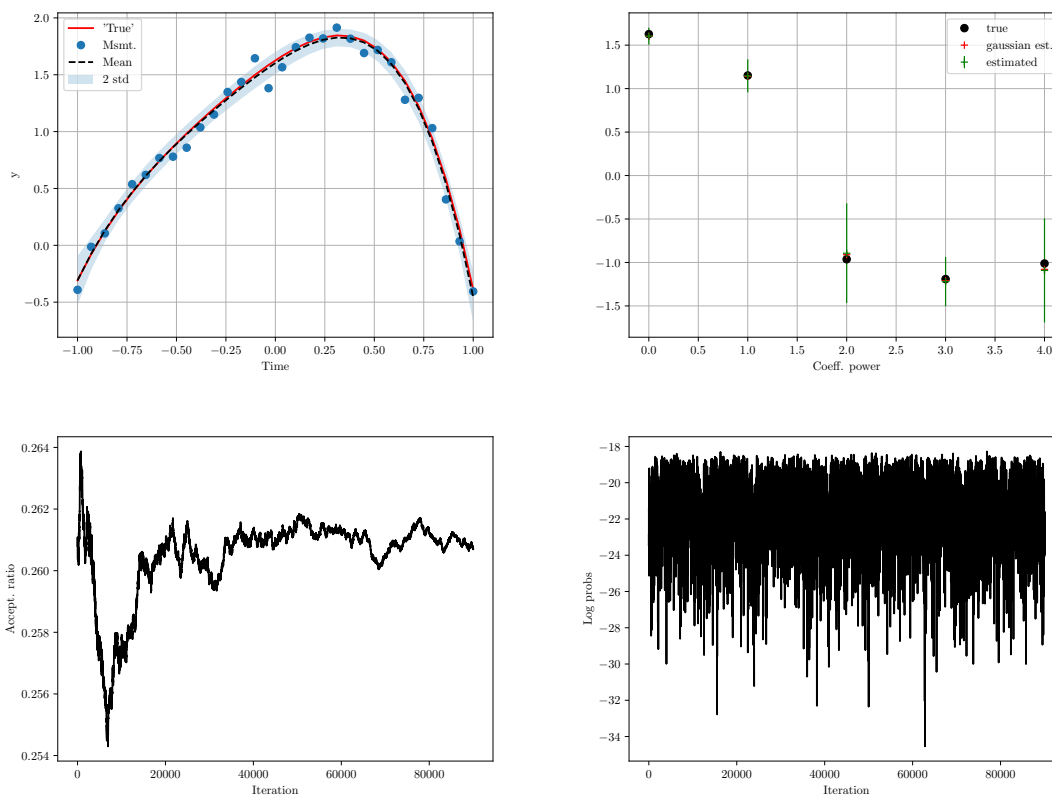 2.0
1.5
1.0
0.5
0.0
−0.5
y
'True'
Msmt.
Mean
2 std
−1.00 −0.75 −0.50 −0.25 0.00 0.25 0.50 0.75 1.00
Time
1.5
1.0
0.5
0.0
−0.5
−1.0
−1.5
true
gaussian est.
estimated
0.0 0.5 1.0 1.5 2.0 2.5 3.0 3.5 4.0
Coeff. power
0.264
0.262
0.260
0.258
0.256
0.254
Accept. ratio
0 20000 40000 60000 80000
Iteration
−18
−20
−22
−24
−26
−28
−30
−32
−34
Log probs
0 20000 40000 60000 80000
Iteration